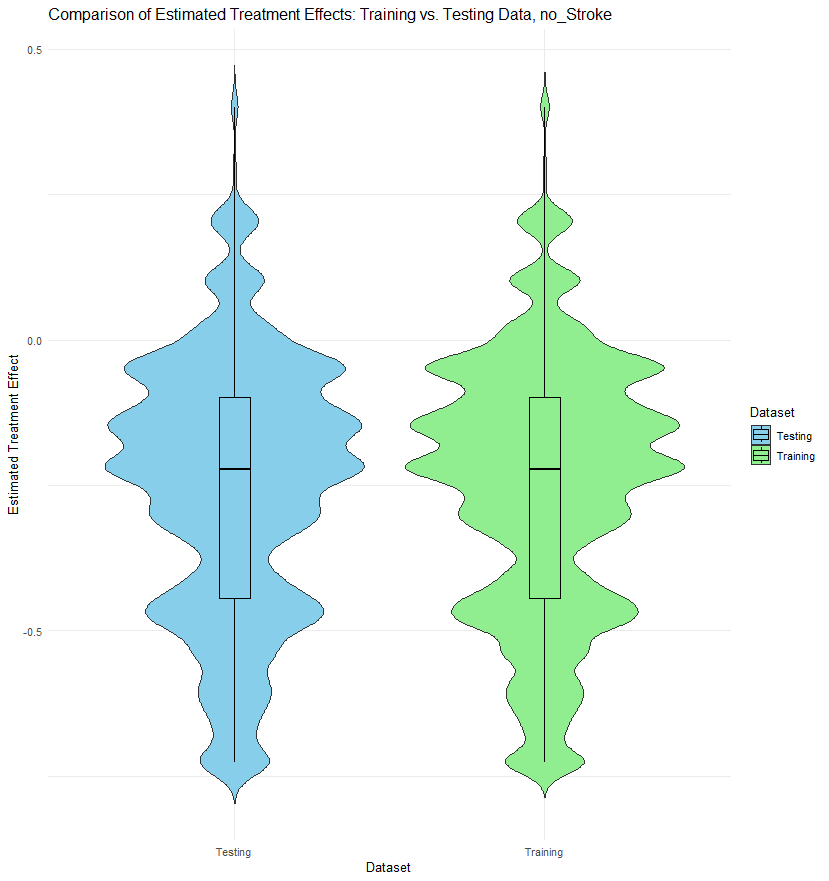 Comparison of Estimated Treatment Effects: Training vs. Testing Data, no_Stroke
0.5
0.0
-0.5
Estimated Treatment Effect
Testing
Training
Dataset
Dataset
Testing
Training